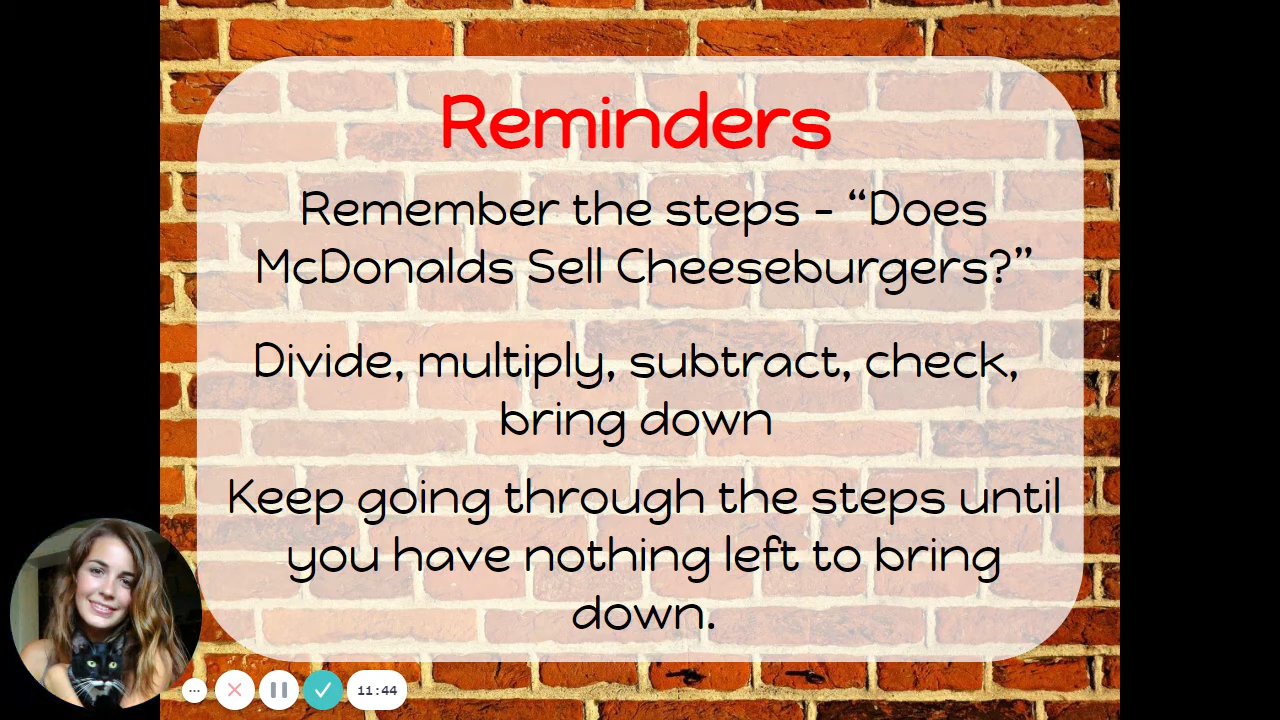 Reminders
Remember the steps - “Does
McDonalds Sell Cheeseburgers?”
Divide, multiply, subtract, check,
bring down
Keep going through the steps until
you have nothing left to bring
down.
11:44